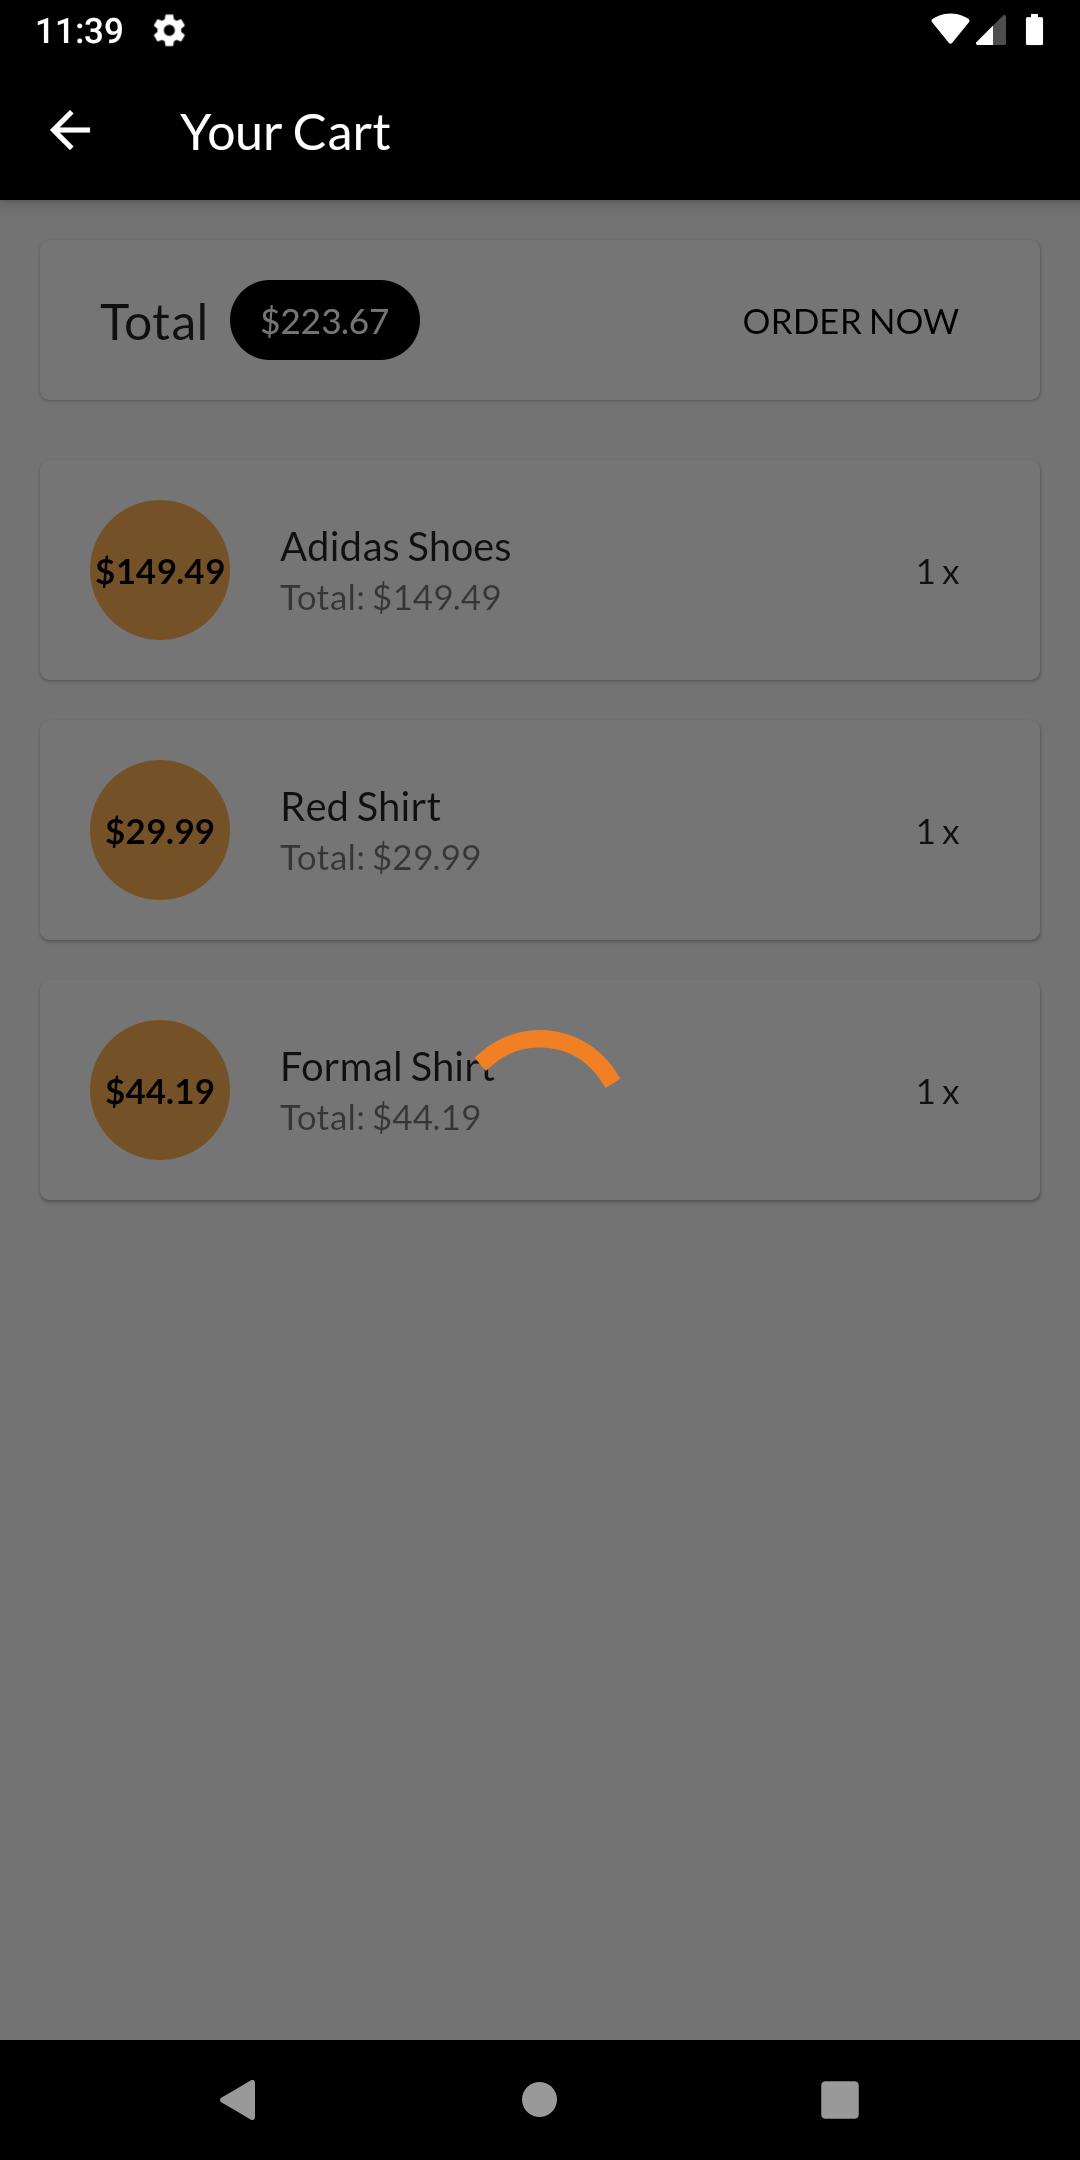 11:39
Your Cart
Total $223.67 ORDER NOW
Adidas Shoes
$149.49 1 x
Total: $149.49
Red Shirt
$29.99 1 x
Total: $29.99
Formal Shirt
$44.19 1 x
Total: $44.19